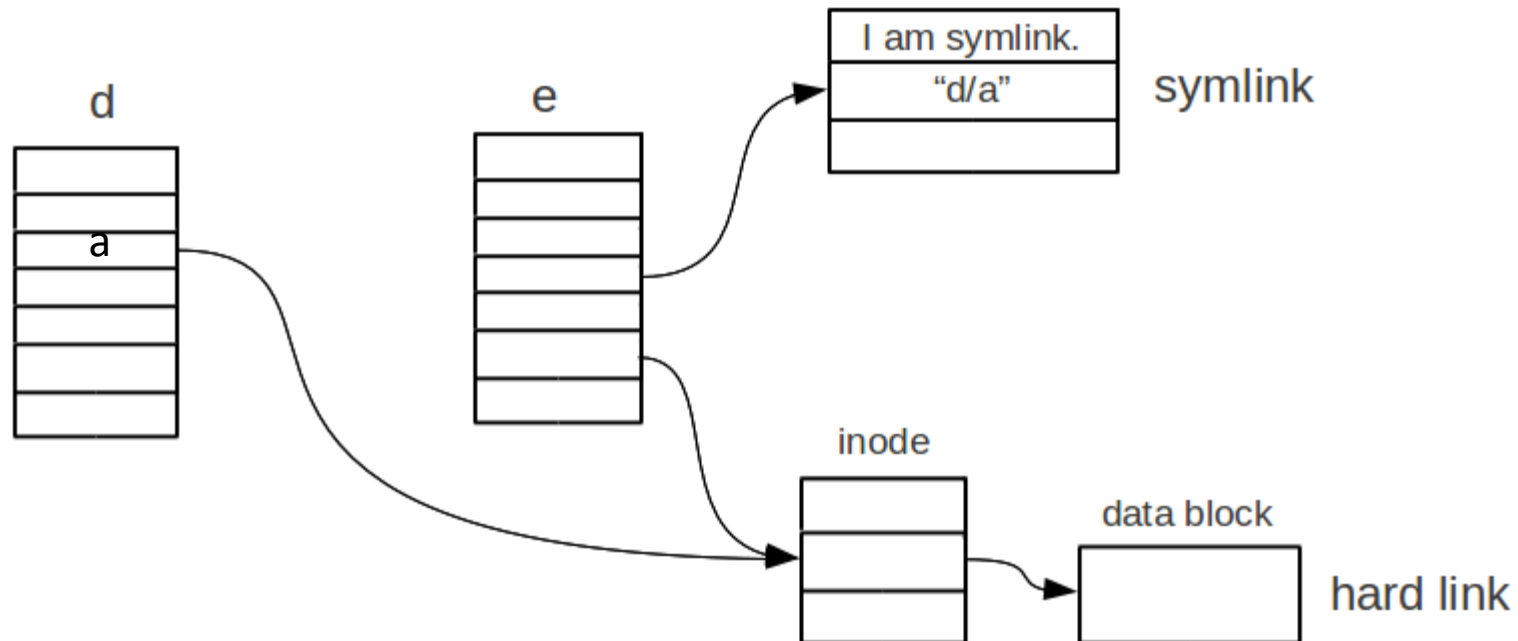 I am symlink.
“d/a”
symlink
d
e
a
inode
data block
hard link